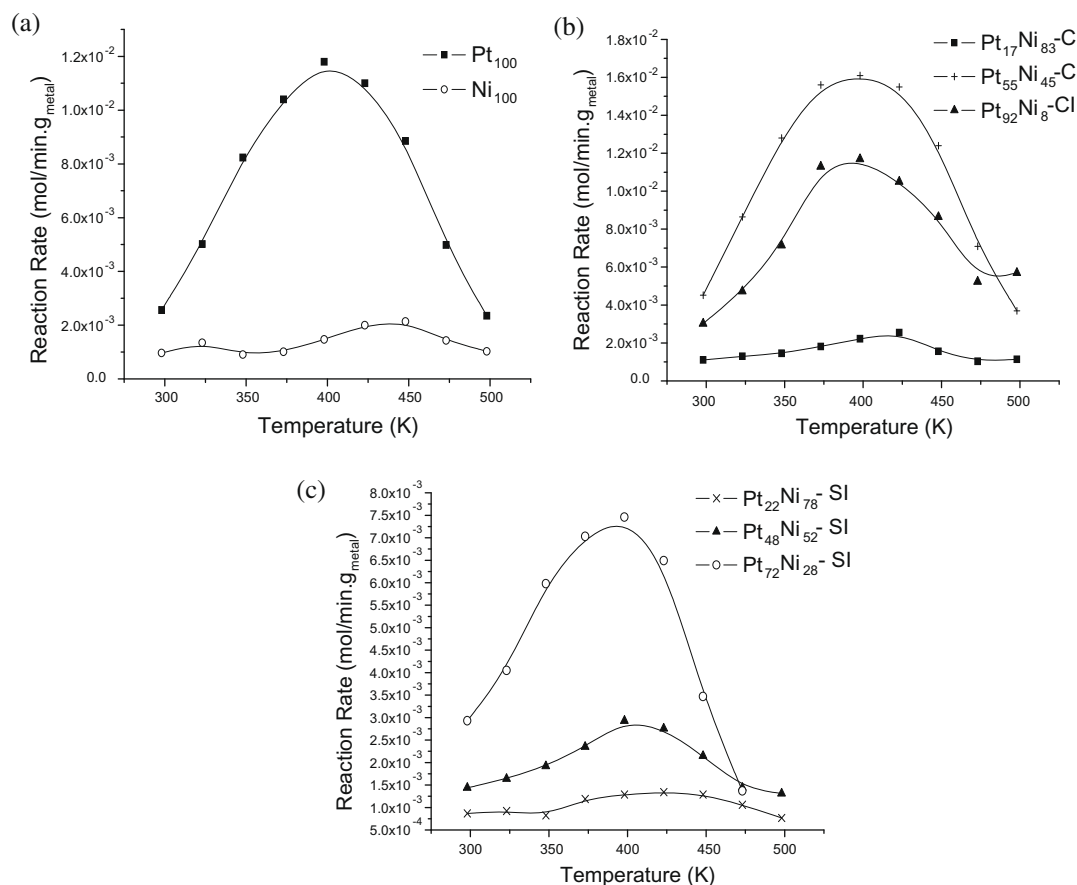 (a)
Reaction Rate (mol/min.g_metal)
1.2x10⁻²
1.0x10⁻²
8.0x10⁻³
6.0x10⁻³
4.0x10⁻³
2.0x10⁻³
0.0
300 350 400 450 500
Temperature (K)
Pt₁₀₀
Ni₁₀₀
(b)
Reaction Rate (mol/min.g_metal)
1.8x10⁻²
1.6x10⁻²
1.4x10⁻²
1.2x10⁻²
1.0x10⁻²
8.0x10⁻³
6.0x10⁻³
4.0x10⁻³
2.0x10⁻³
0.0
300 350 400 450 500
Temperature (K)
Pt₁₇Ni₈₃-C
Pt₅₅Ni₄₅-C
Pt₉₂Ni₈-CI
(c)
Reaction Rate (mol/min.g_metal)
8.0x10⁻³
7.5x10⁻³
7.0x10⁻³
6.5x10⁻³
6.0x10⁻³
5.5x10⁻³
5.0x10⁻³
4.5x10⁻³
4.0x10⁻³
3.5x10⁻³
3.0x10⁻³
2.5x10⁻³
2.0x10⁻³
1.5x10⁻³
1.0x10⁻³
5.0x10⁻⁴
300 350 400 450 500
Temperature (K)
Pt₂₂Ni₇₈- SI
Pt₄₈Ni₅₂- SI
Pt₇₂Ni₂₈- SI